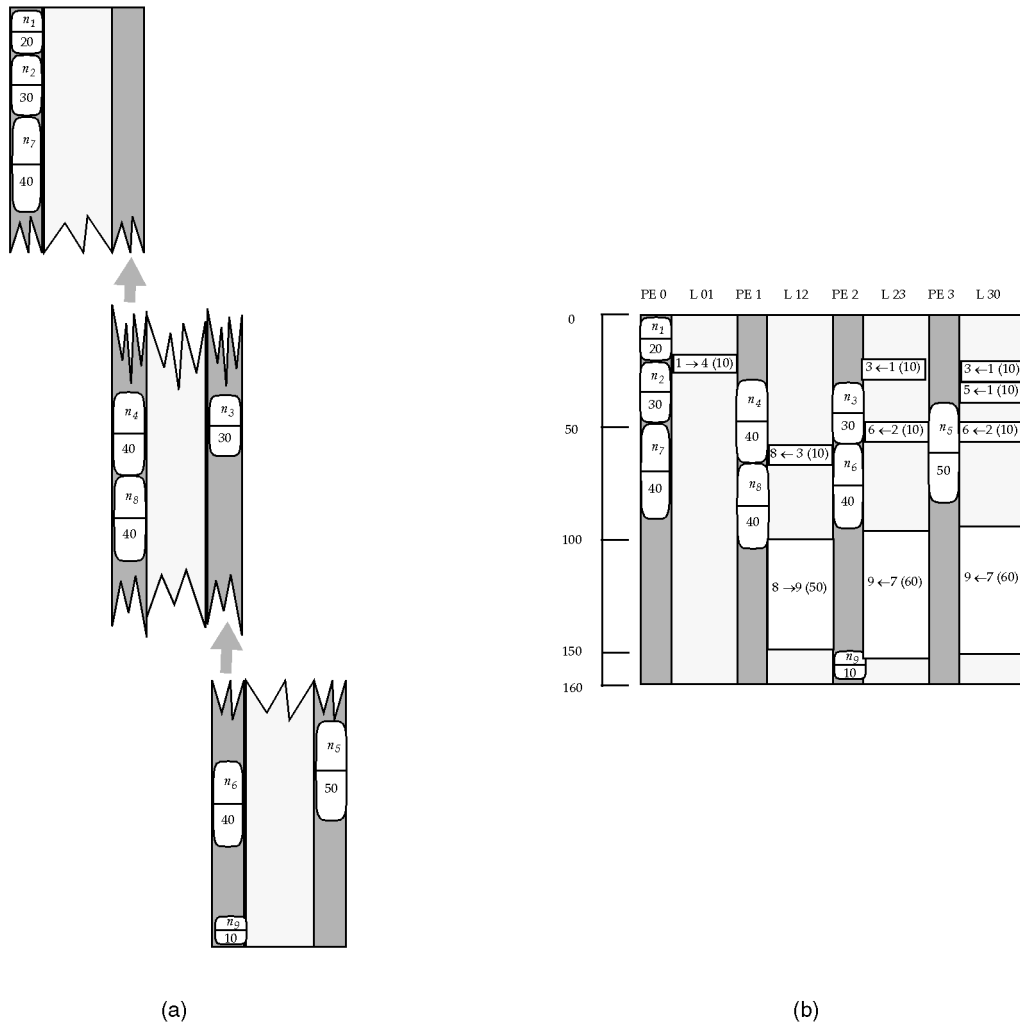 n1
20
n2
30
n7
40
n4
40
n8
40
n3
30
n6
40
n9
10
n5
50
(a)
PE 0 L 01 PE 1 L 12 PE 2 L 23 PE 3 L 30
0
50
100
150
160
n1
20
n2
30
n7
40
1 → 4 (10)
n4
40
n8
40
8 ← 3 (10)
8 → 9 (50)
n3
30
n6
40
n9
10
3 ← 1 (10)
6 ← 2 (10)
9 ← 7 (60)
n5
50
3 ← 1 (10)
5 ← 1 (10)
6 ← 2 (10)
9 ← 7 (60)
(b)